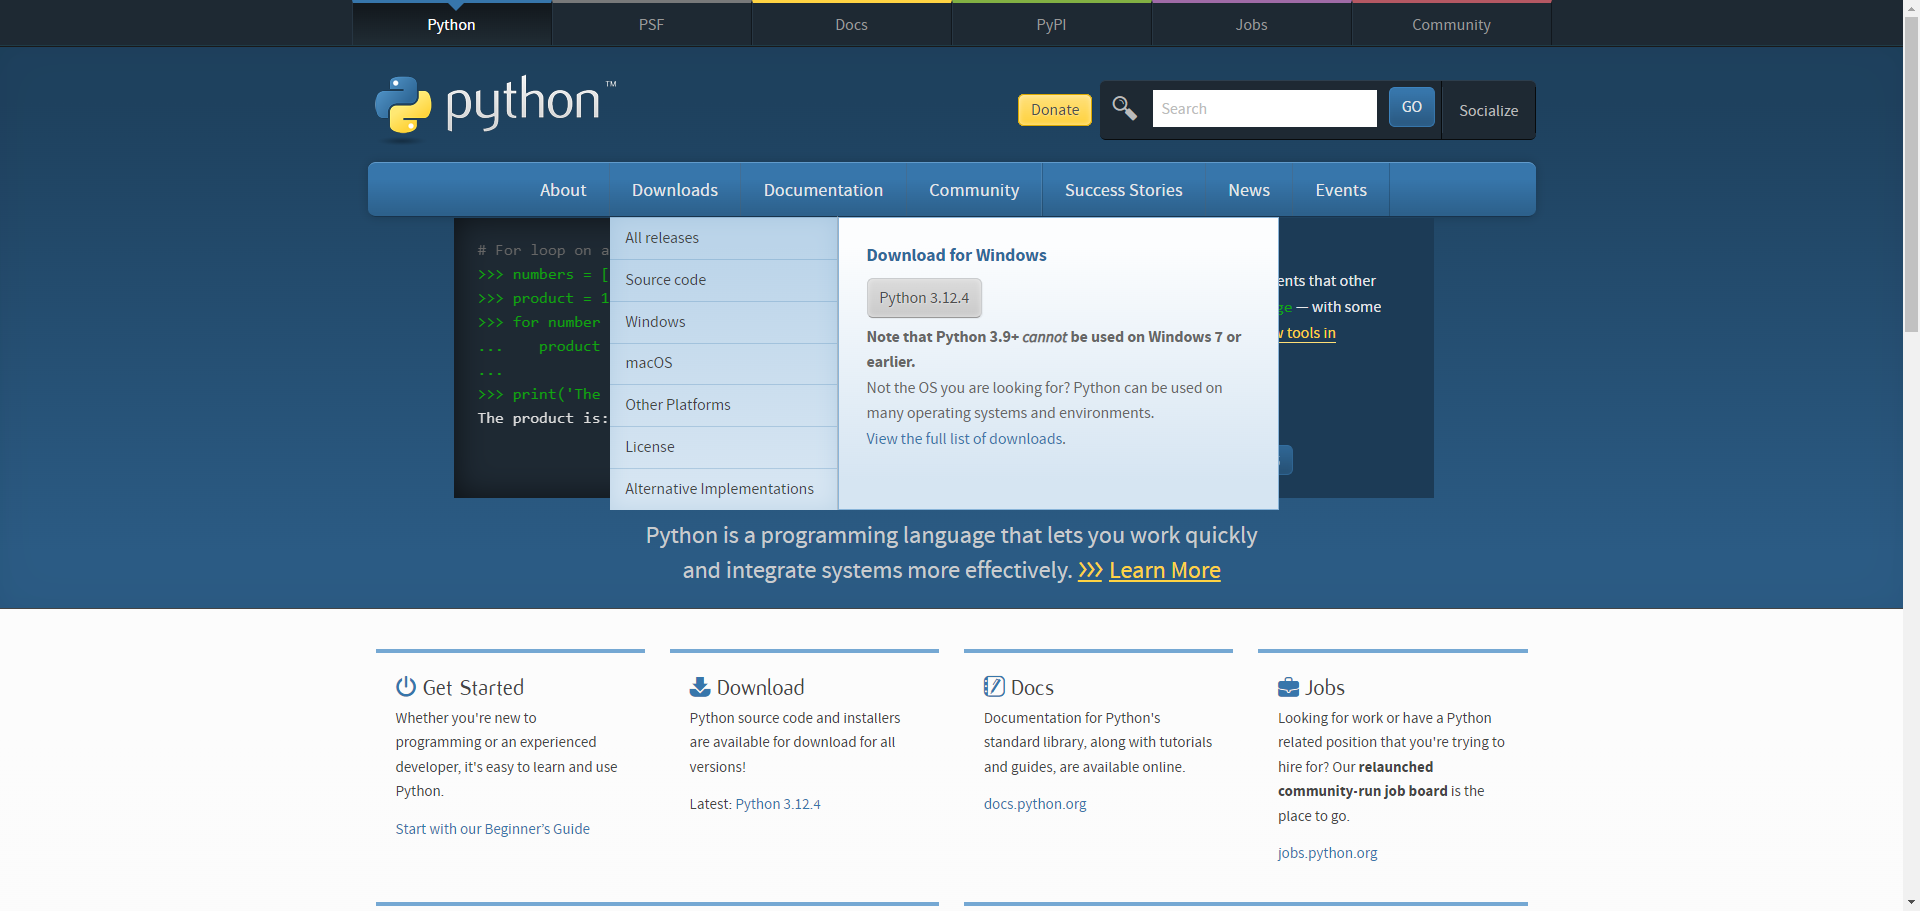 Python
PSF
Docs
PyPI
Jobs
Community
python™
Donate
Search
GO
Socialize
About
Downloads
Documentation
Community
Success Stories
News
Events
# For loop on a
>>> numbers = [
>>> product = 1
>>> for number
...    product
...
>>> print('The
The product is:
All releases
Source code
Windows
macOS
Other Platforms
License
Alternative Implementations
Download for Windows
Python 3.12.4
Note that Python 3.9+ cannot be used on Windows 7 or
earlier.
Not the OS you are looking for? Python can be used on
many operating systems and environments.
View the full list of downloads.
ents that other
— with some
tools in
Python is a programming language that lets you work quickly
and integrate systems more effectively. >>> Learn More
Get Started
Whether you're new to
programming or an experienced
developer, it's easy to learn and use
Python.
Start with our Beginner’s Guide
Download
Python source code and installers
are available for download for all
versions!
Latest: Python 3.12.4
Docs
Documentation for Python's
standard library, along with tutorials
and guides, are available online.
docs.python.org
Jobs
Looking for work or have a Python
related position that you're trying to
hire for? Our relaunched
community-run job board is the
place to go.
jobs.python.org